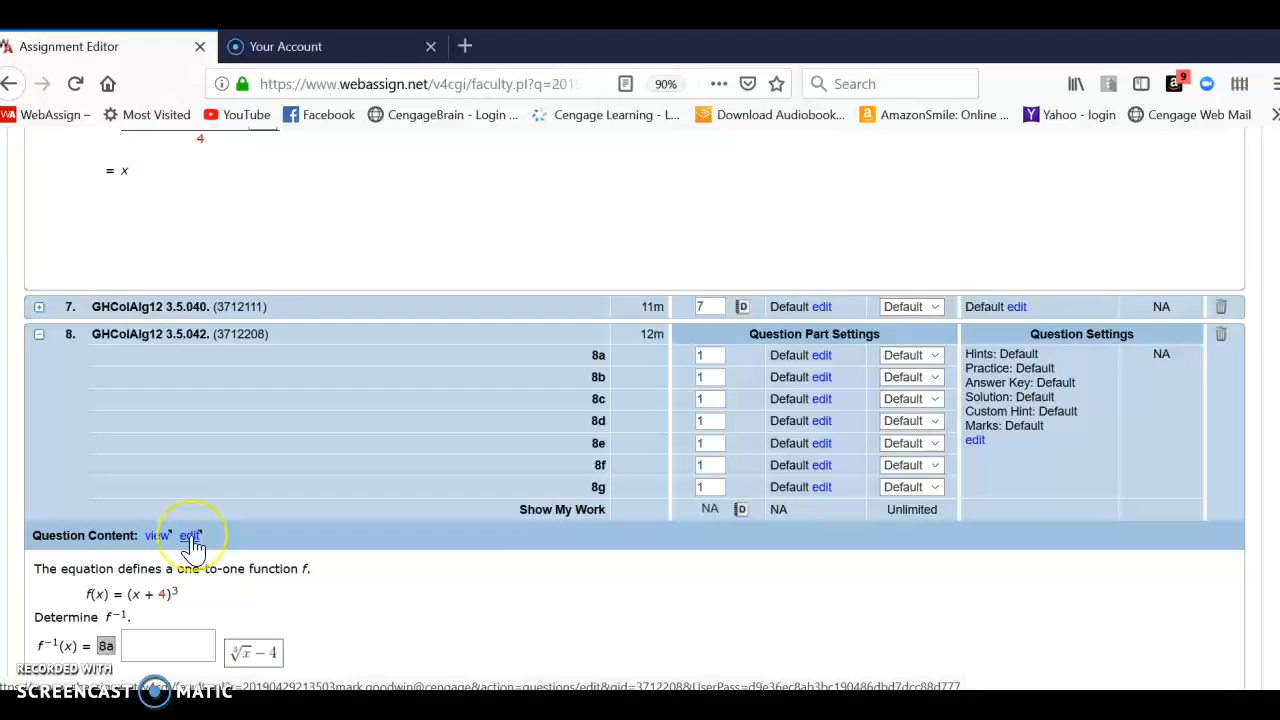 Assignment Editor
Your Account
https://www.webassign.net/v4cgi/faculty.pl?q=201
90%
Search
9
WebAssign –
Most Visited
YouTube
Facebook
CengageBrain - Login ...
Cengage Learning - L...
Download Audiobook...
AmazonSmile: Online ...
Yahoo - login
Cengage Web Mail
4
= x
7. GHColAlg12 3.5.040. (3712111) 11m 7 Default edit Default Default edit NA
8. GHColAlg12 3.5.042. (3712208) 12m Question Part Settings Question Settings
8a 1 Default edit Default Hints: Default NA
Practice: Default
8b 1 Default edit Default Answer Key: Default
8c 1 Default edit Default Solution: Default
Custom Hint: Default
8d 1 Default edit Default Marks: Default
8e 1 Default edit Default edit
8f 1 Default edit Default
8g 1 Default edit Default
Show My Work NA NA Unlimited
Question Content: view edit
The equation defines a one-to-one function f.
f(x) = (x + 4)³
Determine f⁻¹.
f⁻¹(x) = 8a ∛x − 4
RECORDED WITH
SCREENCAST MATIC